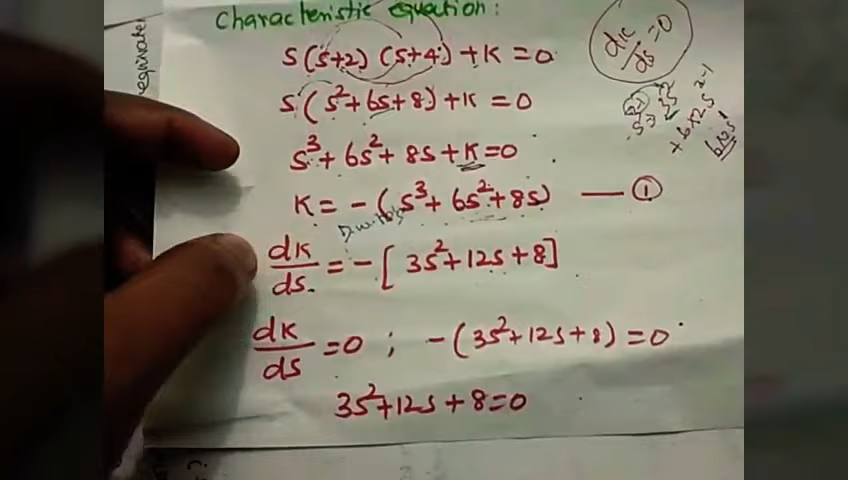 Characteristic equation:
S(S+2) (S+4) + K = 0
S(S²+6S+8) + K = 0
S³ + 6S² + 8S + K = 0
K = -(S³ + 6S² + 8S) — ①
dK/dS = -[3S² + 12S + 8]
dK/dS = 0 ; -(3S²+12S+8) = 0
3S²+12S+8=0
dK/dS = 0